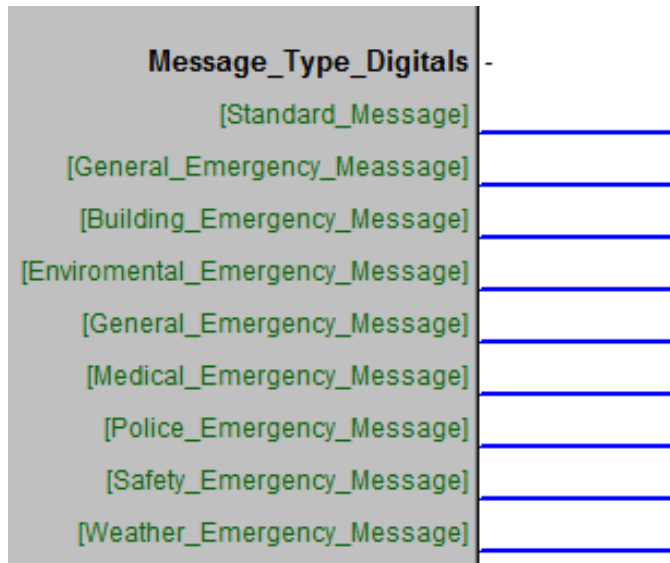 Message_Type_Digitals -
[Standard_Message]
[General_Emergency_Meassage]
[Building_Emergency_Message]
[Enviromental_Emergency_Message]
[General_Emergency_Message]
[Medical_Emergency_Message]
[Police_Emergency_Message]
[Safety_Emergency_Message]
[Weather_Emergency_Message]